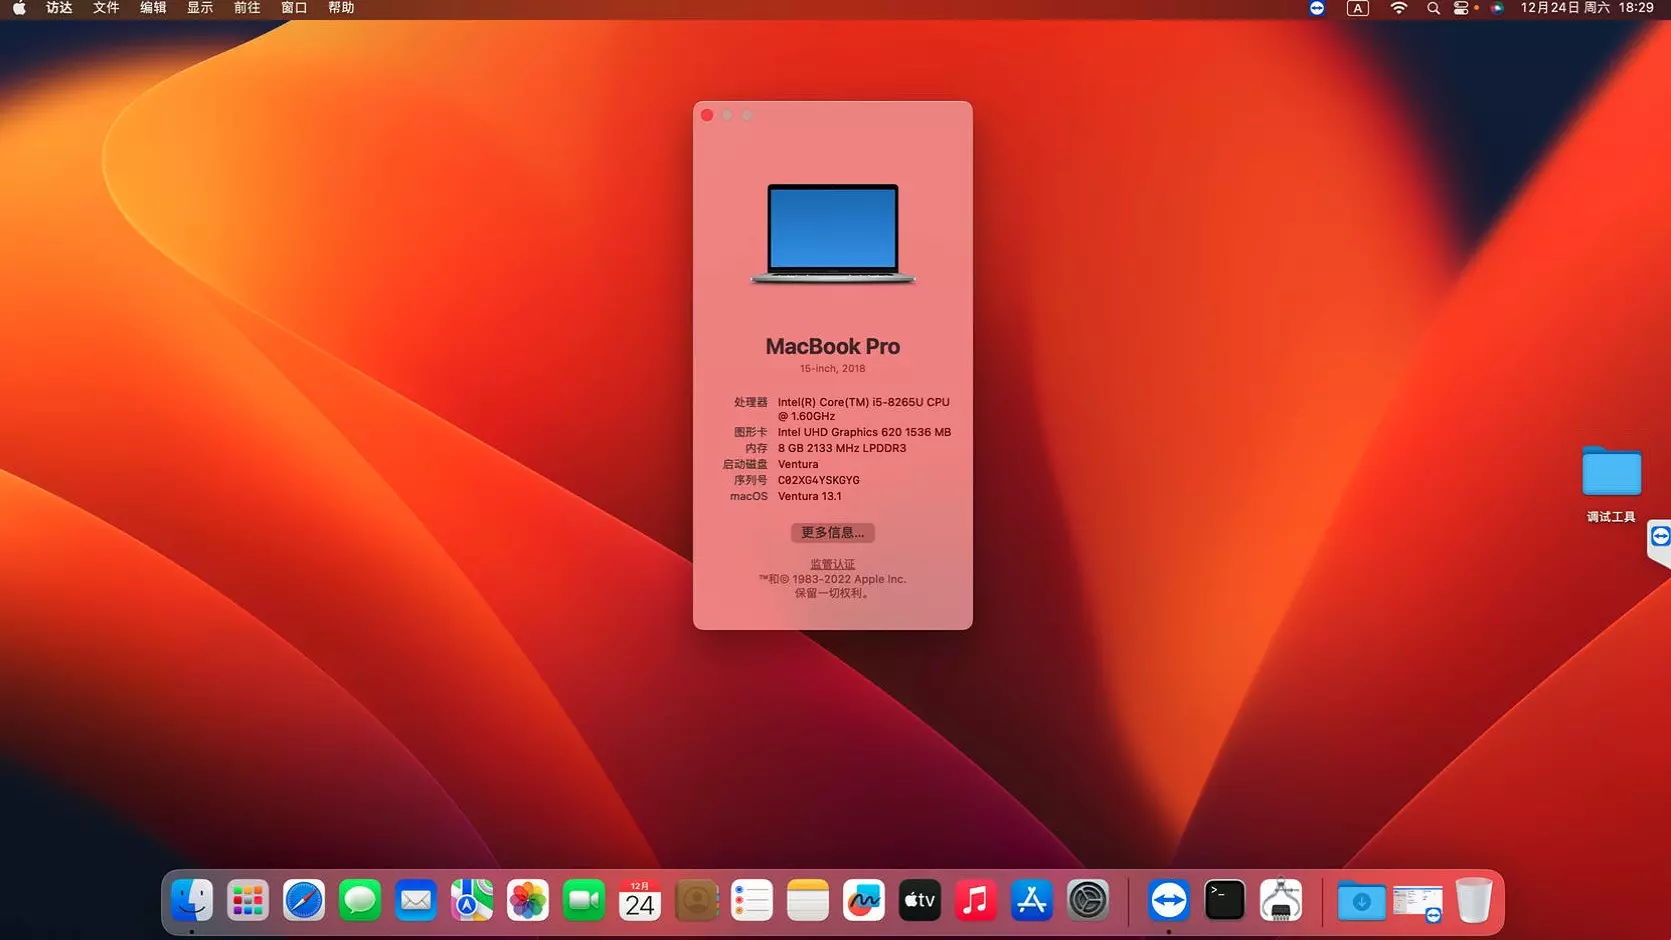 访达 文件 编辑 显示 前往 窗口 帮助
A
12月24日 周六 18:29
MacBook Pro
15-inch, 2018
处理器 Intel(R) Core(TM) i5-8265U CPU
@ 1.60GHz
图形卡 Intel UHD Graphics 620 1536 MB
内存 8 GB 2133 MHz LPDDR3
启动磁盘 Ventura
序列号 C02XG4YSKGYG
macOS Ventura 13.1
更多信息...
监管认证
™和© 1983-2022 Apple Inc.
保留一切权利。
调试工具
12月
24
tv
>_